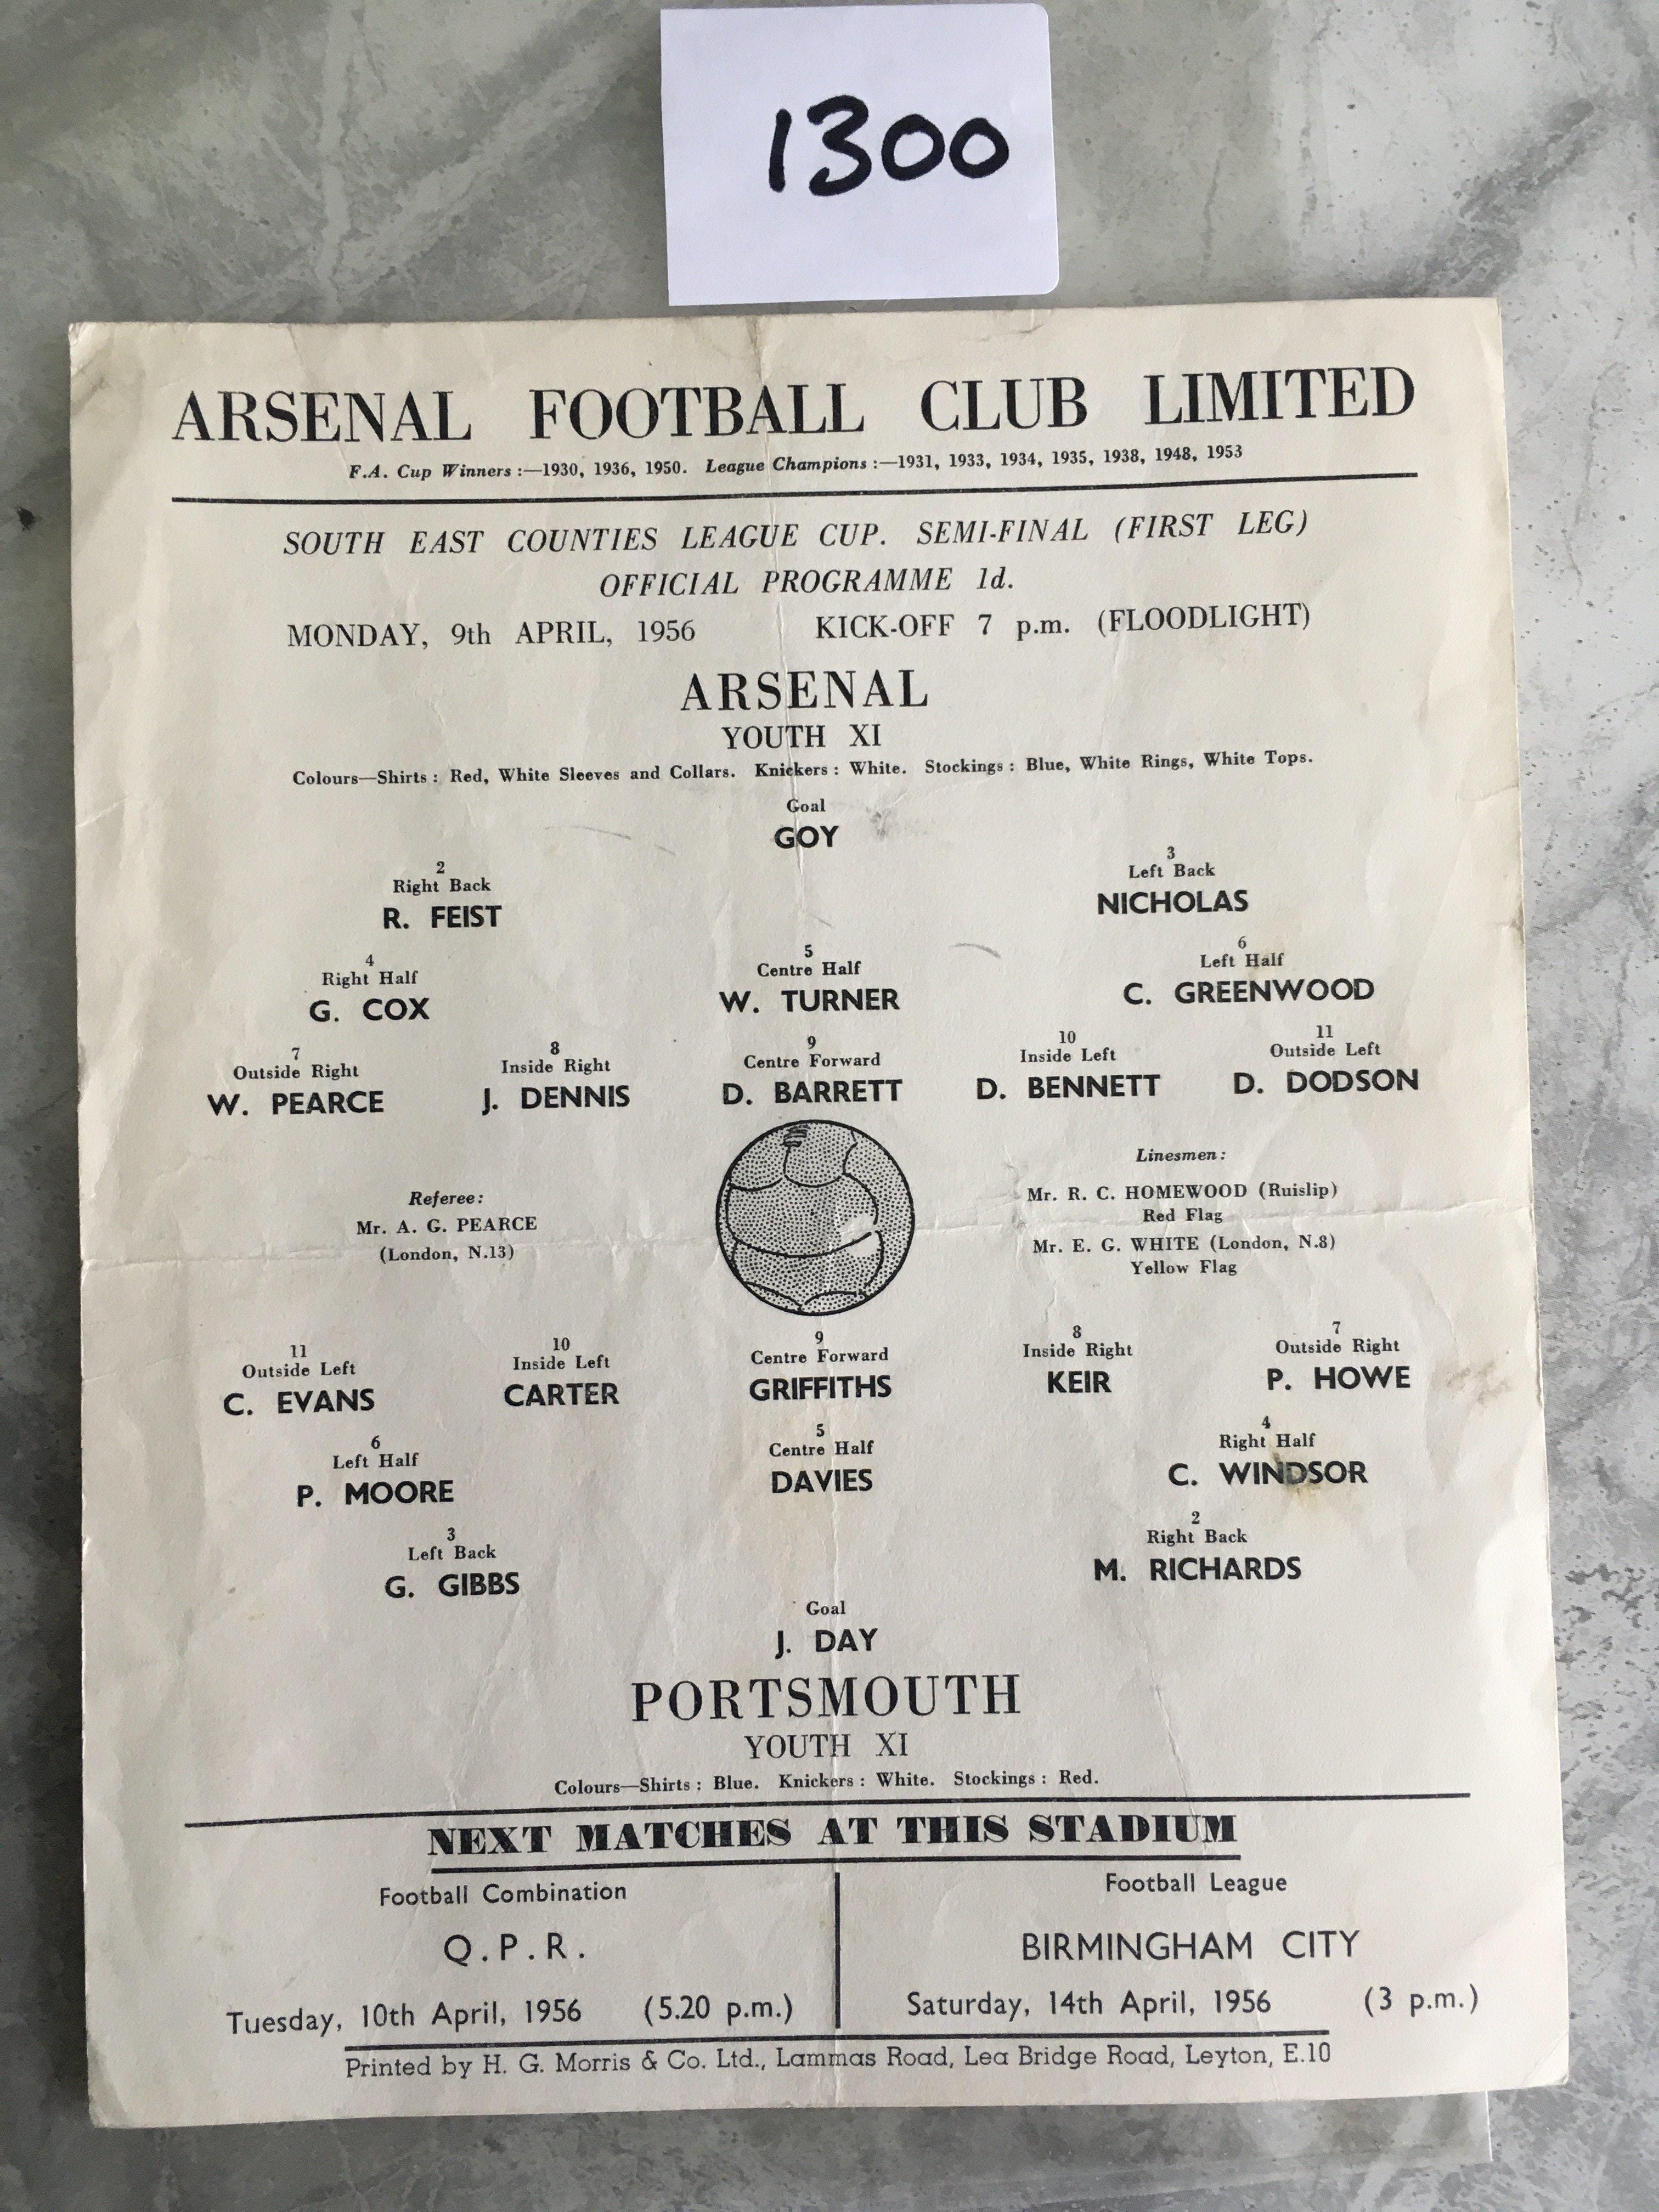 1300
ARSENAL FOOTBALL CLUB LIMITED
F.A. Cup Winners :—1930, 1936, 1950. League Champions :—1931, 1933, 1934, 1935, 1938, 1948, 1953
SOUTH EAST COUNTIES LEAGUE CUP. SEMI-FINAL (FIRST LEG)
OFFICIAL PROGRAMME 1d.
MONDAY, 9th APRIL, 1956 KICK-OFF 7 p.m. (FLOODLIGHT)
ARSENAL
YOUTH XI
Colours—Shirts : Red, White Sleeves and Collars. Knickers : White. Stockings : Blue, White Rings, White Tops.
Goal
GOY
2 3
Right Back Left Back
R. FEIST NICHOLAS
4 5 6
Right Half Centre Half Left Half
G. COX W. TURNER C. GREENWOOD
7 8 9 10 11
Outside Right Inside Right Centre Forward Inside Left Outside Left
W. PEARCE J. DENNIS D. BARRETT D. BENNETT D. DODSON
Referee:
Mr. A. G. PEARCE
(London, N.13)
Linesmen:
Mr. R. C. HOMEWOOD (Ruislip)
Red Flag
Mr. E. G. WHITE (London, N.8)
Yellow Flag
11 10 9 8 7
Outside Left Inside Left Centre Forward Inside Right Outside Right
C. EVANS CARTER GRIFFITHS KEIR P. HOWE
6 5 4
Left Half Centre Half Right Half
P. MOORE DAVIES C. WINDSOR
3 2
Left Back Right Back
G. GIBBS M. RICHARDS
Goal
J. DAY
PORTSMOUTH
YOUTH XI
Colours—Shirts : Blue. Knickers : White. Stockings : Red.
NEXT MATCHES AT THIS STADIUM
Football Combination
Q.P.R.
Tuesday, 10th April, 1956 (5.20 p.m.)
Football League
BIRMINGHAM CITY
Saturday, 14th April, 1956 (3 p.m.)
Printed by H. G. Morris & Co. Ltd., Lammas Road, Lea Bridge Road, Leyton, E.10